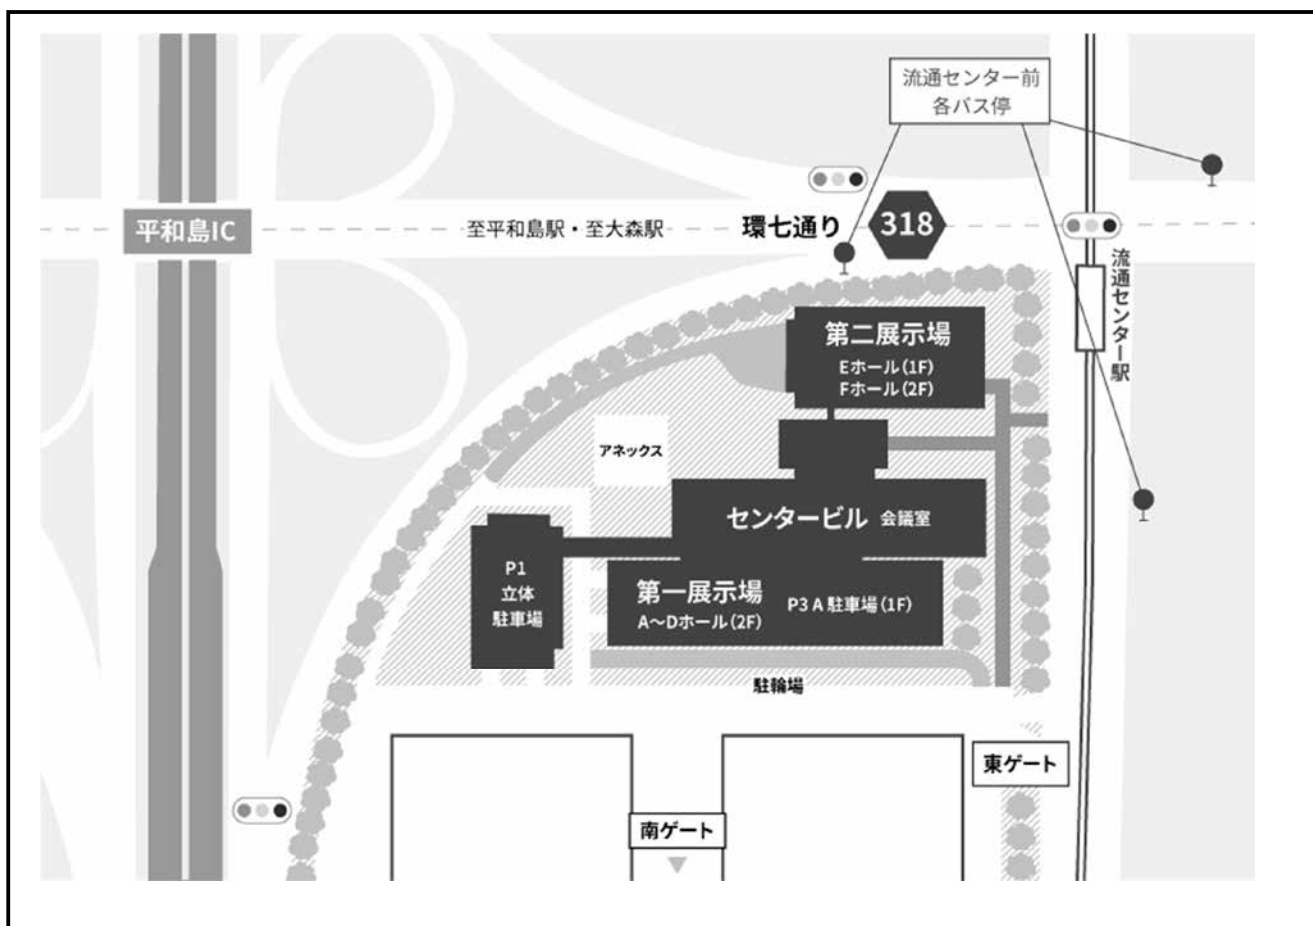 流通センター前
各バス停
平和島IC
至平和島駅・至大森駅
環七通り
318
流通センター駅
第二展示場
Eホール(1F)
Fホール(2F)
アネックス
センタービル 会議室
P1
立体
駐車場
第一展示場
A〜Dホール(2F)
P3 A 駐車場(1F)
駐輪場
東ゲート
南ゲート